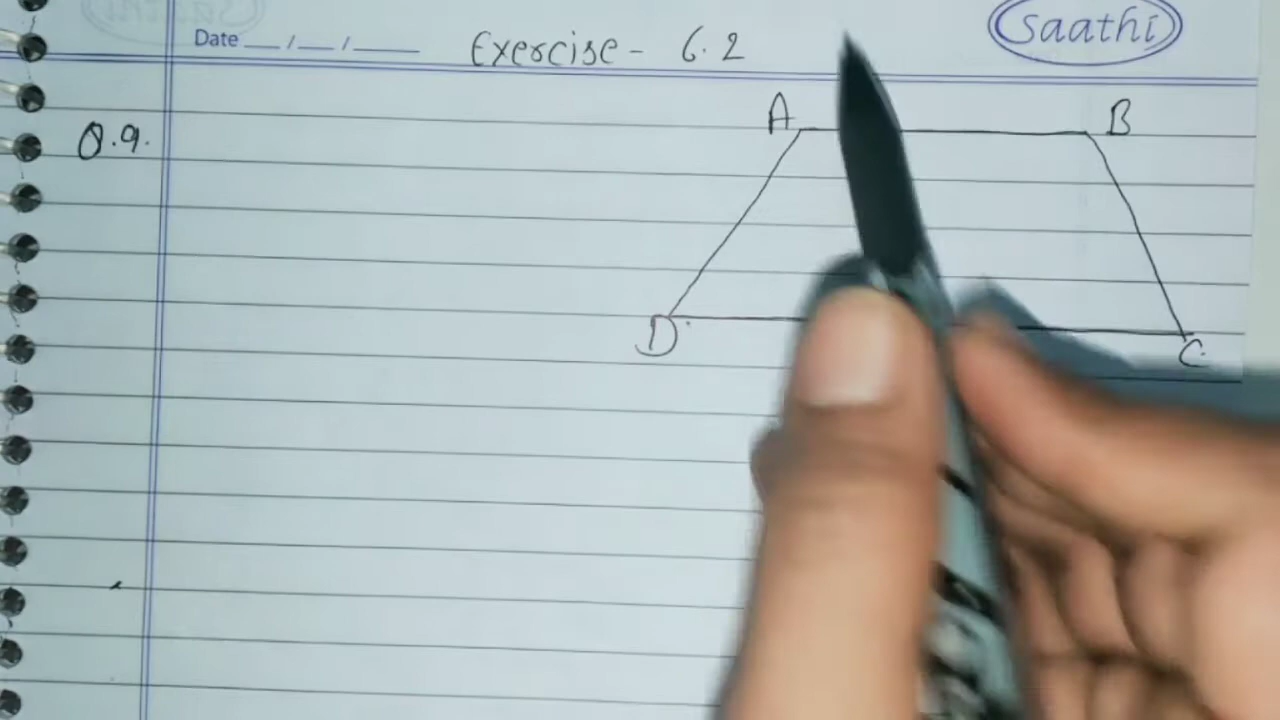 Saathi
Date __/__/____ Exercise - 6.2
Q.9.
A B
D C